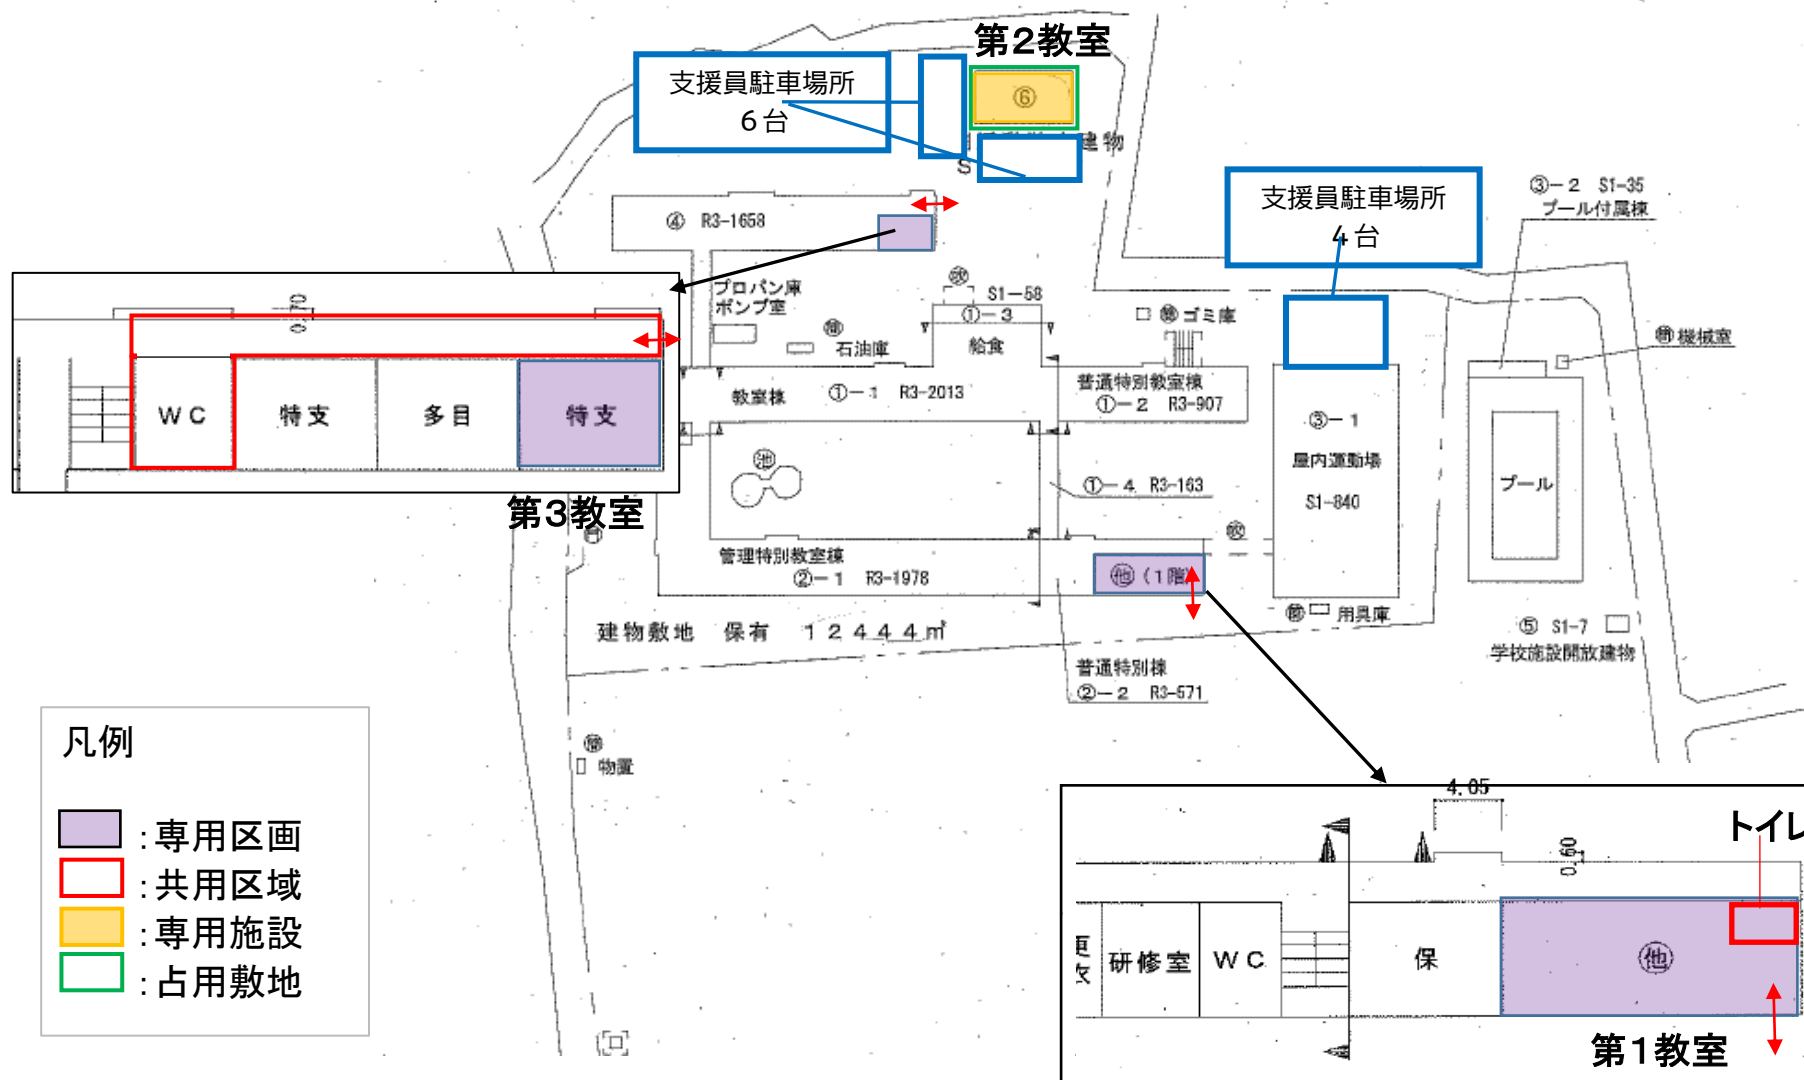 第2教室
支援員駐車場所
6台
⑥
建物
S
支援員駐車場所
4台
③-2 S1-35
プール付属棟
④ R3-1658
プロパン庫
ポンプ室
S1-58
①-3
給食
石油庫
ゴミ庫
機械室
0.70
WC
特支
多目
特支
第3教室
教室棟 ①-1 R3-2013
普通特別教室棟
①-2 R3-907
③-1
屋内運動場
S1-840
プール
池
①-4 R3-163
管理特別教室棟
②-1 R3-1978
他(1階)
用具庫
⑤ S1-7
学校施設開放建物
建物敷地 保有 12444㎡
普通特別棟
②-2 R3-571
物置
凡例
:専用区画
:共用区域
:専用施設
:占用敷地
4.05
0.60
トイレ
更衣
研修室
WC
保
他
第1教室